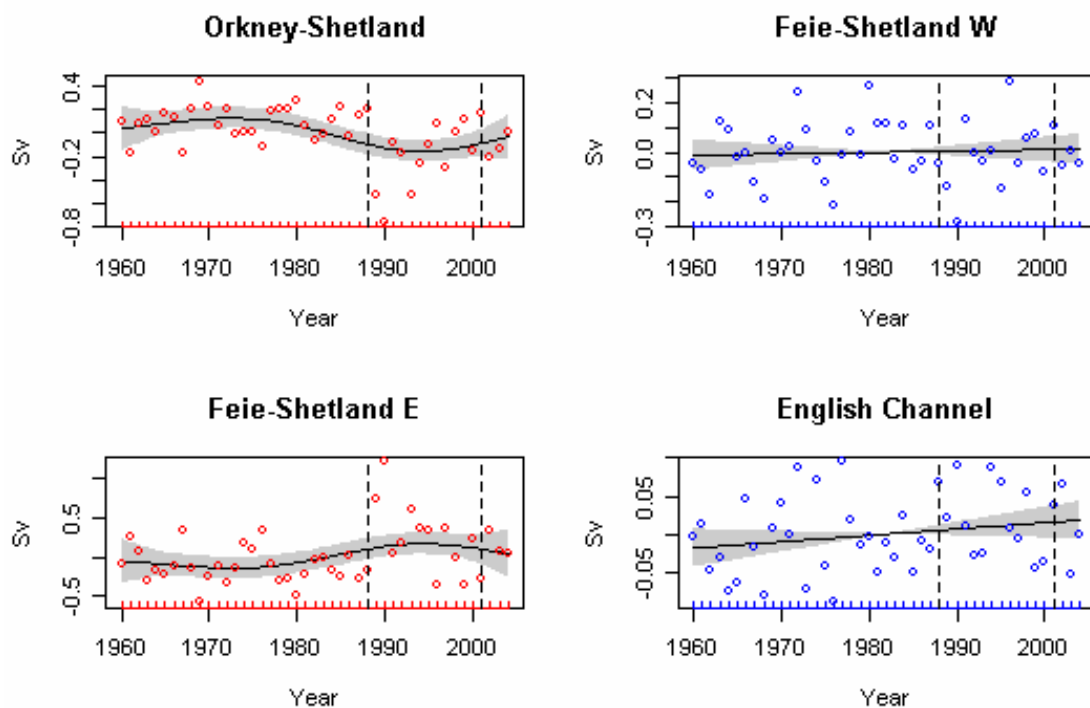 Orkney-Shetland
Sv
0.4
-0.2
-0.8
1960 1970 1980 1990 2000
Year
Feie-Shetland W
Sv
0.2
0.0
-0.3
1960 1970 1980 1990 2000
Year
Feie-Shetland E
Sv
0.5
-0.5
1960 1970 1980 1990 2000
Year
English Channel
Sv
0.05
-0.05
1960 1970 1980 1990 2000
Year